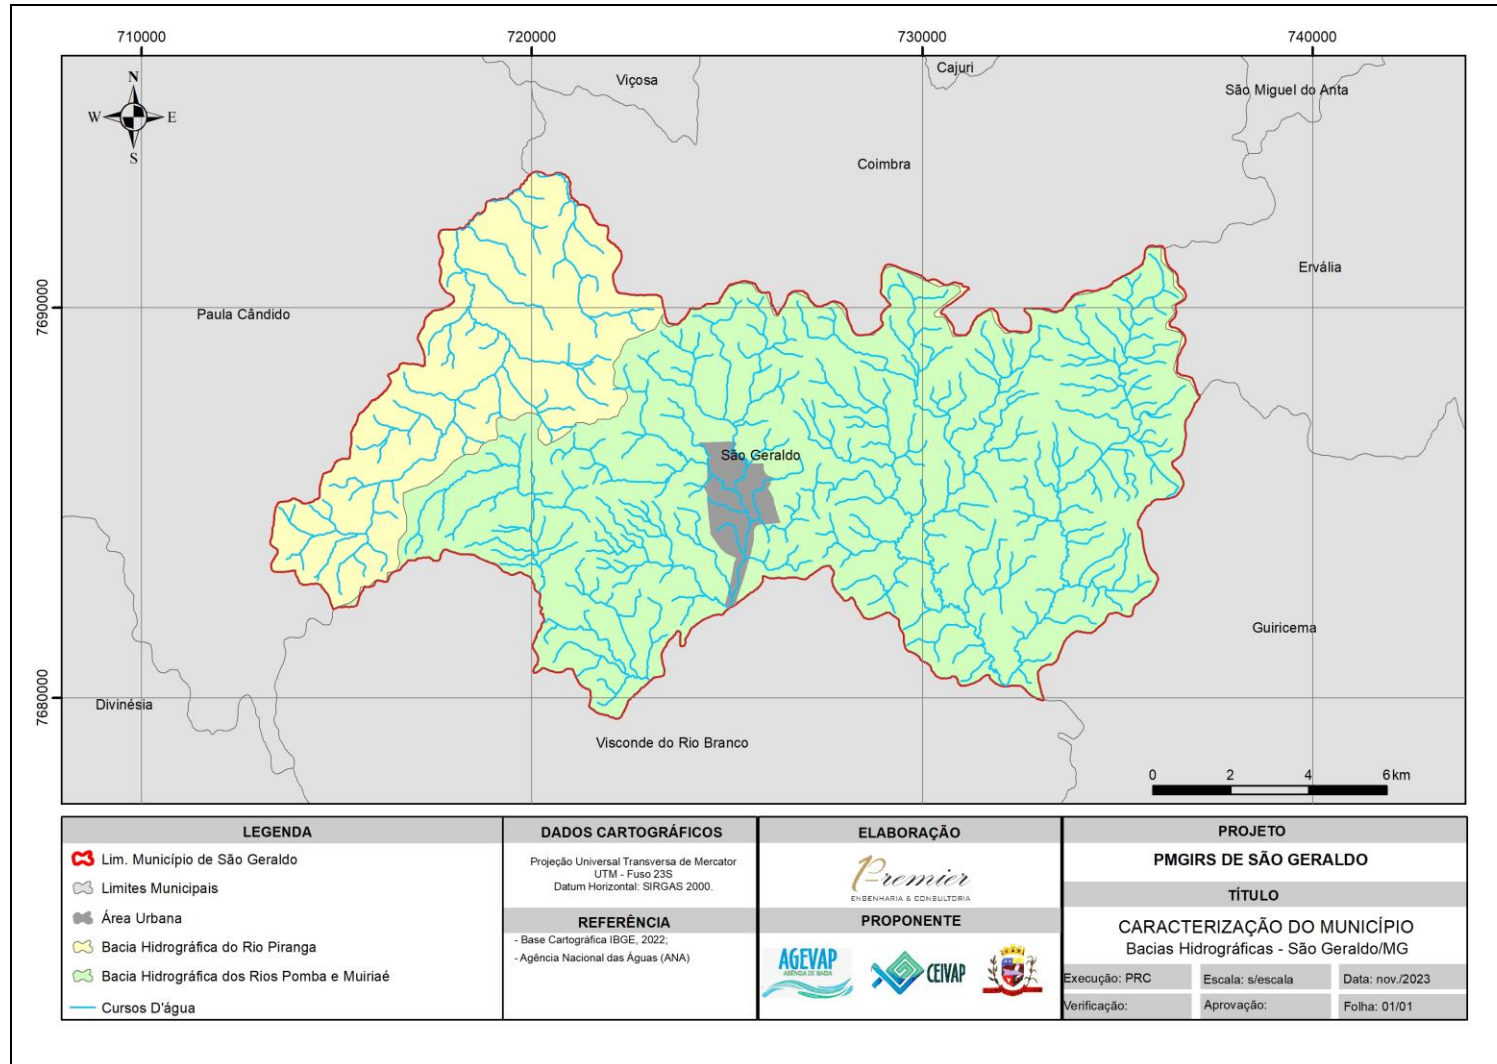 710000
720000
730000
740000
N
W
E
S
Viçosa
Cajuri
São Miguel do Anta
Coimbra
Ervália
7690000
Paula Cândido
São Geraldo
Guiricema
7680000
Divinésia
Visconde do Rio Branco
0 2 4 6 km
LEGENDA
Lim. Município de São Geraldo
Limites Municipais
Área Urbana
Bacia Hidrográfica do Rio Piranga
Bacia Hidrográfica dos Rios Pomba e Muiriaé
Cursos D'água
DADOS CARTOGRÁFICOS
Projeção Universal Transversa de Mercator
UTM - Fuso 23S
Datum Horizontal: SIRGAS 2000.
REFERÊNCIA
- Base Cartográfica IBGE, 2022;
- Agência Nacional das Águas (ANA)
ELABORAÇÃO
Premier
ENGENHARIA & CONSULTORIA
PROPONENTE
AGEVAP
AGÊNCIA DE BACIA
CEIVAP
PROJETO
PMGIRS DE SÃO GERALDO
TÍTULO
CARACTERIZAÇÃO DO MUNICÍPIO
Bacias Hidrográficas - São Geraldo/MG
Execução: PRC
Escala: s/escala
Data: nov./2023
Verificação:
Aprovação:
Folha: 01/01